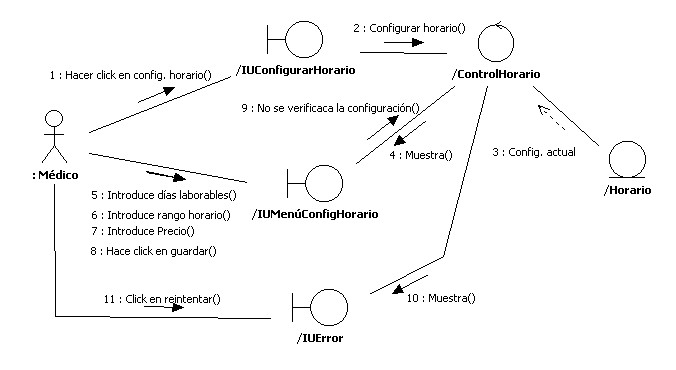 2 : Configurar horario()
/IUConfigurarHorario
/ControlHorario
1 : Hacer click en config. horario()
9 : No se verificaca la configuración()
4 : Muestra()
3 : Config. actual
: Médico
/Horario
5 : Introduce días laborables()
/IUMenúConfigHorario
6 : Introduce rango horario()
7 : Introduce Precio()
8 : Hace click en guardar()
11 : Click en reintentar()
10 : Muestra()
/IUError